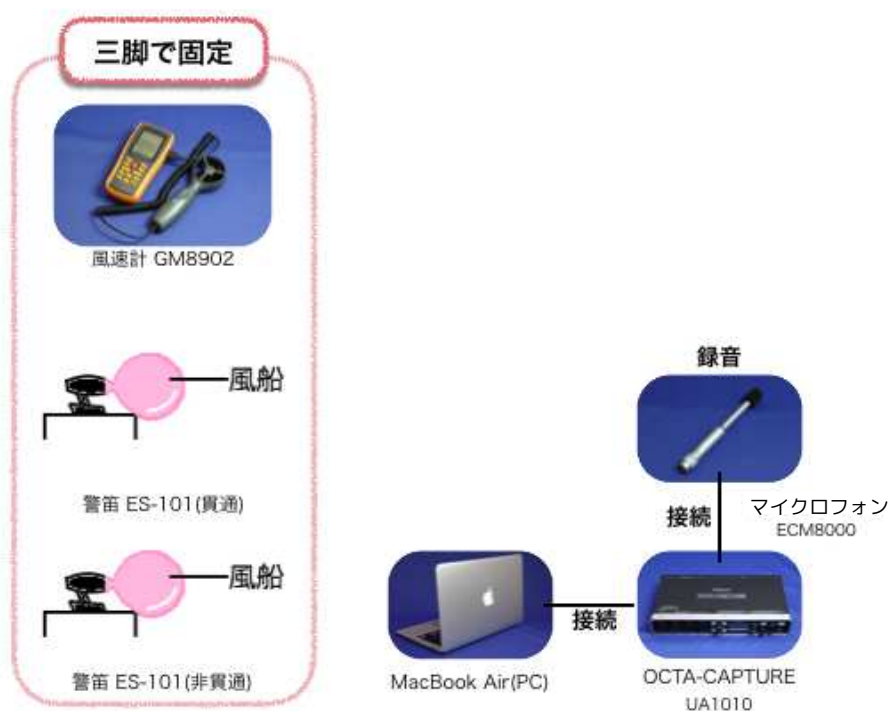 三脚で固定
風速計 GM8902
風船
警笛 ES-101(貫通)
風船
警笛 ES-101(非貫通)
録音
接続
マイクロフォン
ECM8000
接続
MacBook Air(PC)
OCTA-CAPTURE
UA1010